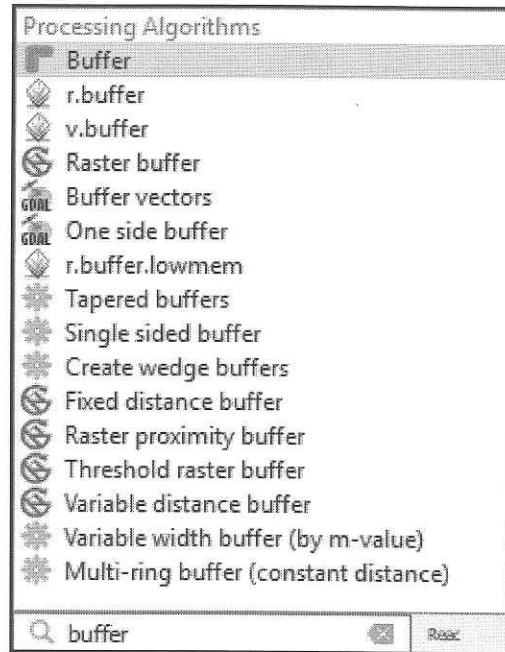 Processing Algorithms
Buffer
r.buffer
v.buffer
Raster buffer
GDAL Buffer vectors
GDAL One side buffer
r.buffer.lowmem
Tapered buffers
Single sided buffer
Create wedge buffers
Fixed distance buffer
Raster proximity buffer
Threshold raster buffer
Variable distance buffer
Variable width buffer (by m-value)
Multi-ring buffer (constant distance)
buffer